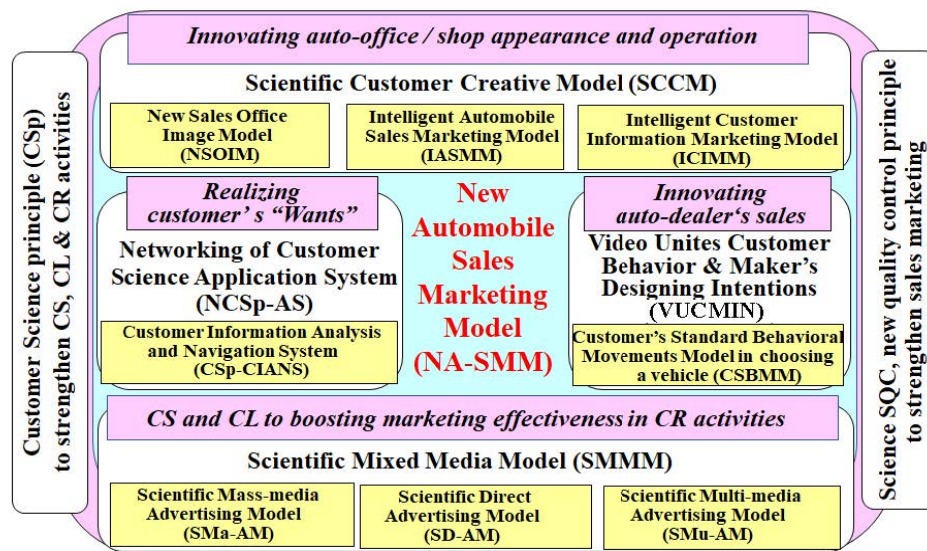 Innovating auto-office / shop appearance and operation
Scientific Customer Creative Model (SCCM)
New Sales Office
Image Model
(NSOIM)
Intelligent Automobile
Sales Marketing Model
(IASMM)
Intelligent Customer
Information Marketing Model
(ICIMM)
Customer Science principle (CSp)
to strengthen CS, CL & CR activities
Realizing
customer’s “Wants”
Networking of Customer
Science Application System
(NCSp-AS)
Customer Information Analysis
and Navigation System
(CSp-CIANS)
New
Automobile
Sales
Marketing
Model
(NA-SMM)
Innovating
auto-dealer‘s sales
Video Unites Customer
Behavior & Maker’s
Designing Intentions
(VUCMIN)
Customer’s Standard Behavioral
Movements Model in choosing
a vehicle (CSBMM)
Science SQC, new quality control principle
to strengthen sales marketing
CS and CL to boosting marketing effectiveness in CR activities
Scientific Mixed Media Model (SMMM)
Scientific Mass-media
Advertising Model
(SMa-AM)
Scientific Direct
Advertising Model
(SD-AM)
Scientific Multi-media
Advertising Model
(SMu-AM)